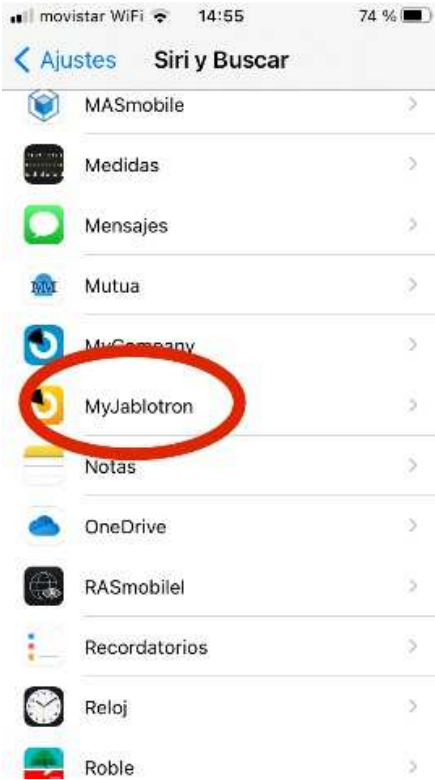 movistar WiFi 14:55 74 %
Ajustes Siri y Buscar
MASmobile
Medidas
Mensajes
Mutua
MyCompany
MyJablotron
Notas
OneDrive
RASmobilel
Recordatorios
Reloj
Roble